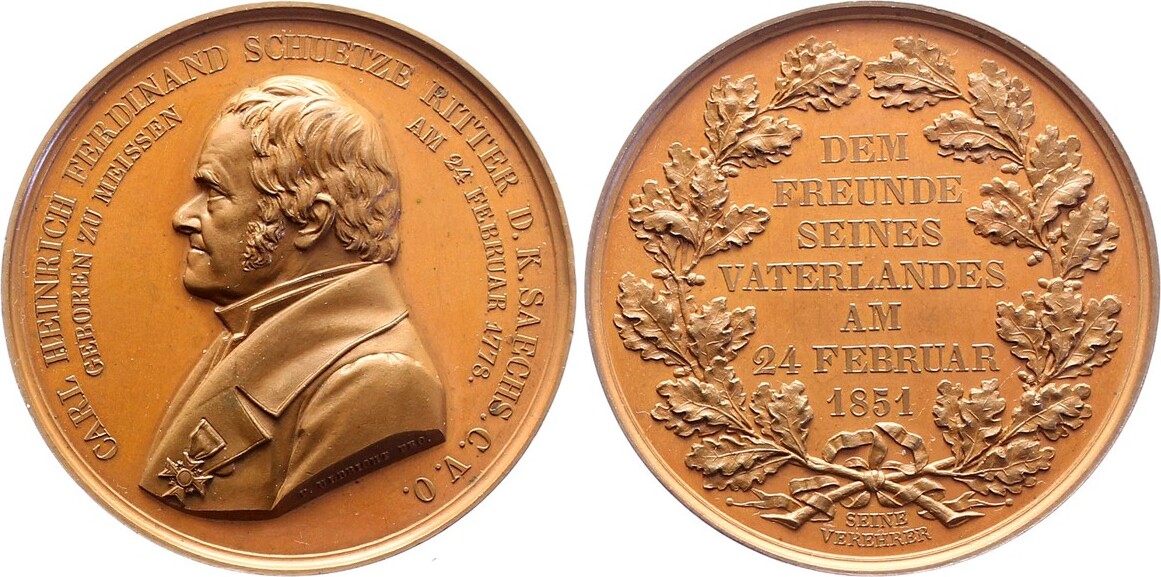 CARL HEINRICH FERDINAND SCHUETZE RITTER D. K. SAECHS. C. V. O.
GEBOREN ZU MEISSEN AM 24 FEBRUAR 1778.
DEM
FREUNDE
SEINES
VATERLANDES
AM
24 FEBRUAR
1851
SEINE
VEREHRER